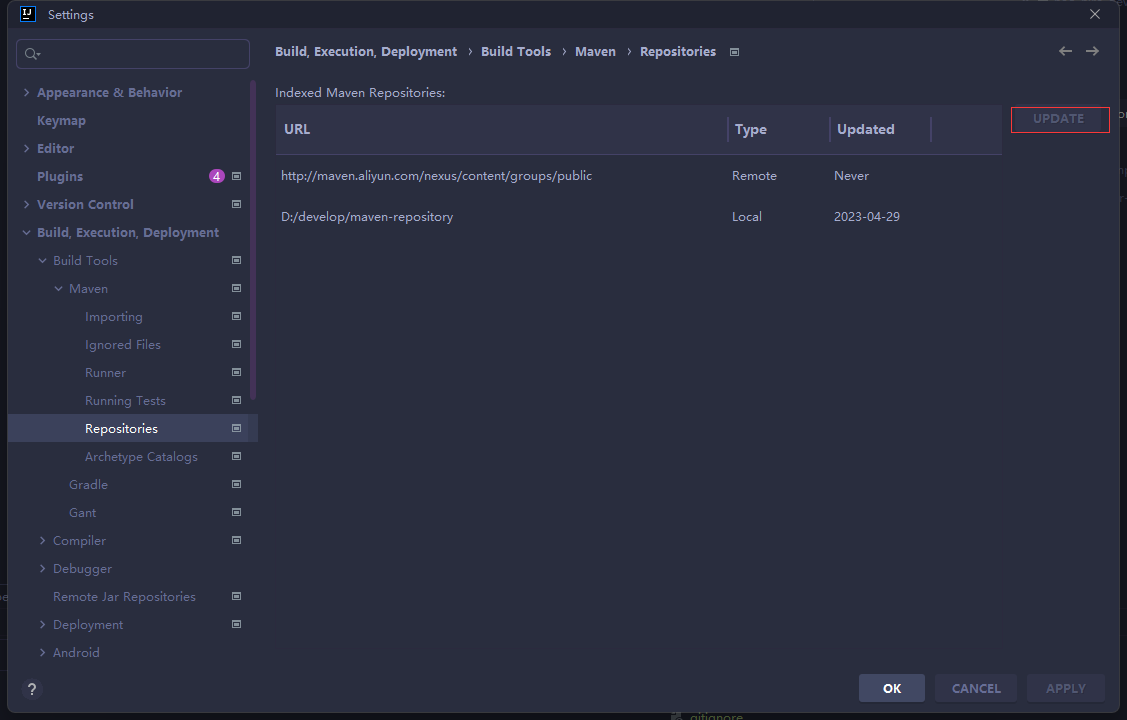 IJ
Settings
Build, Execution, Deployment › Build Tools › Maven › Repositories
Appearance & Behavior
Keymap
Editor
Plugins 4
Version Control
Build, Execution, Deployment
Build Tools
Maven
Importing
Ignored Files
Runner
Running Tests
Repositories
Archetype Catalogs
Gradle
Gant
Compiler
Debugger
Remote Jar Repositories
Deployment
Android
Indexed Maven Repositories:
URL Type Updated
http://maven.aliyun.com/nexus/content/groups/public Remote Never
D:/develop/maven-repository Local 2023-04-29
UPDATE
?
OK CANCEL APPLY
.gitignore